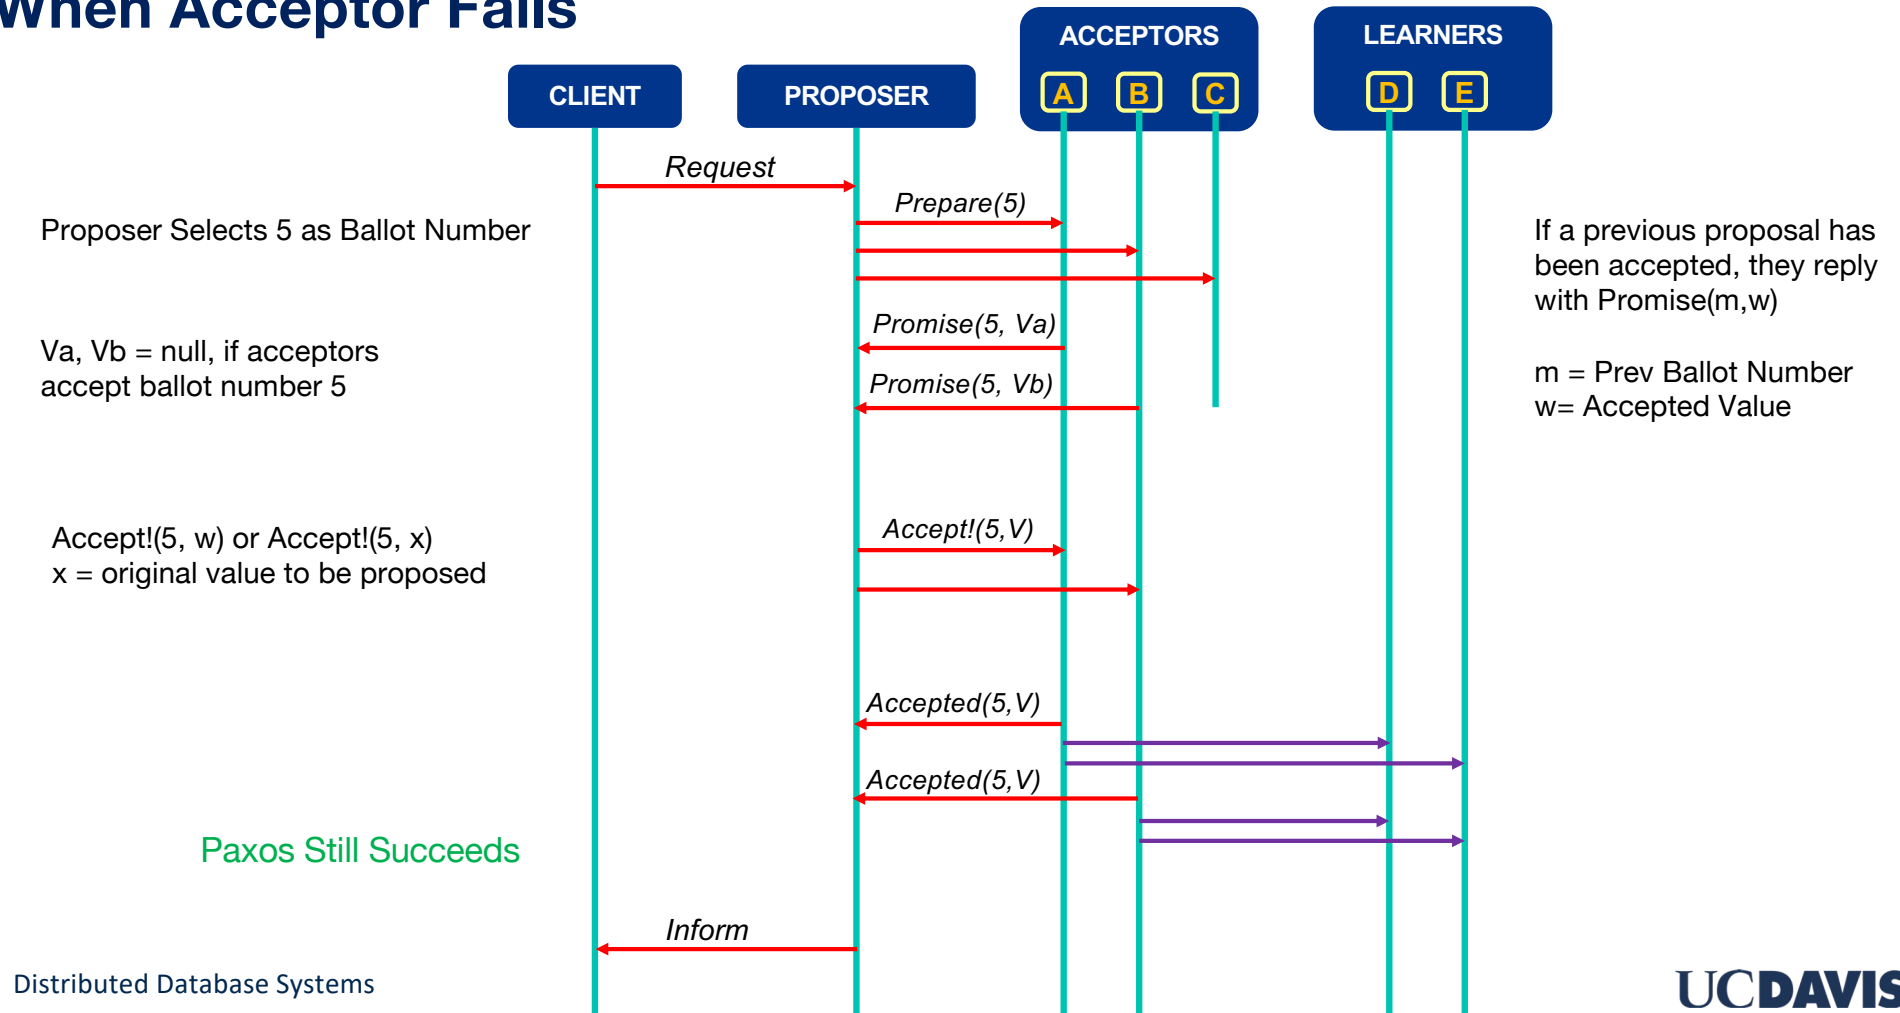 When Acceptor Fails
ACCEPTORS
LEARNERS
CLIENT
PROPOSER
A
B
C
D
E
Request
Prepare(5)
Proposer Selects 5 as Ballot Number
If a previous proposal has
been accepted, they reply
with Promise(m,w)
Promise(5, Va)
Va, Vb = null, if acceptors
accept ballot number 5
Promise(5, Vb)
m = Prev Ballot Number
w= Accepted Value
Accept!(5,V)
Accept!(5, w) or Accept!(5, x)
x = original value to be proposed
Accepted(5,V)
Accepted(5,V)
Paxos Still Succeeds
Inform
Distributed Database Systems
UCDAVIS